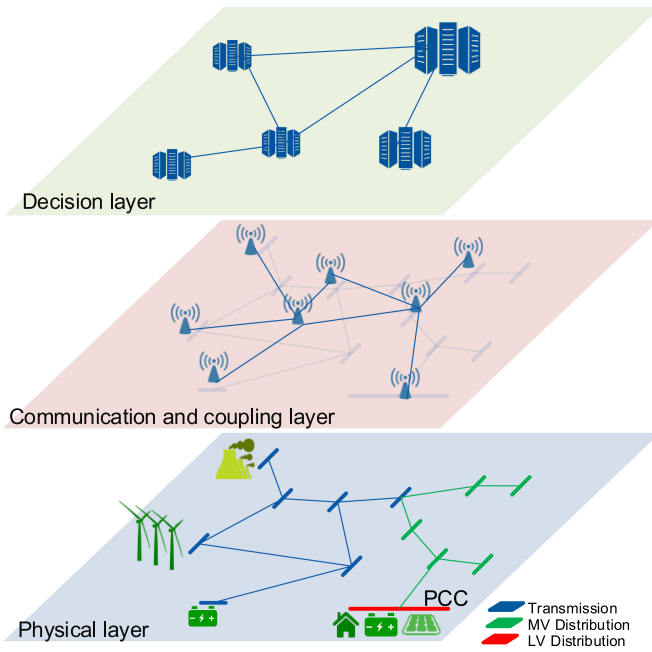 Decision layer
Communication and coupling layer
PCC
Transmission
MV Distribution
LV Distribution
Physical layer